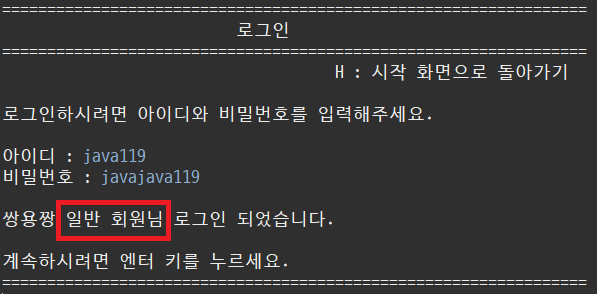 ============================================================
로그인
============================================================
H : 시작 화면으로 돌아가기
로그인하시려면 아이디와 비밀번호를 입력해주세요.
아이디 : java119
비밀번호 : javajava119
쌍용짱 일반 회원님 로그인 되었습니다.
계속하시려면 엔터 키를 누르세요.
============================================================